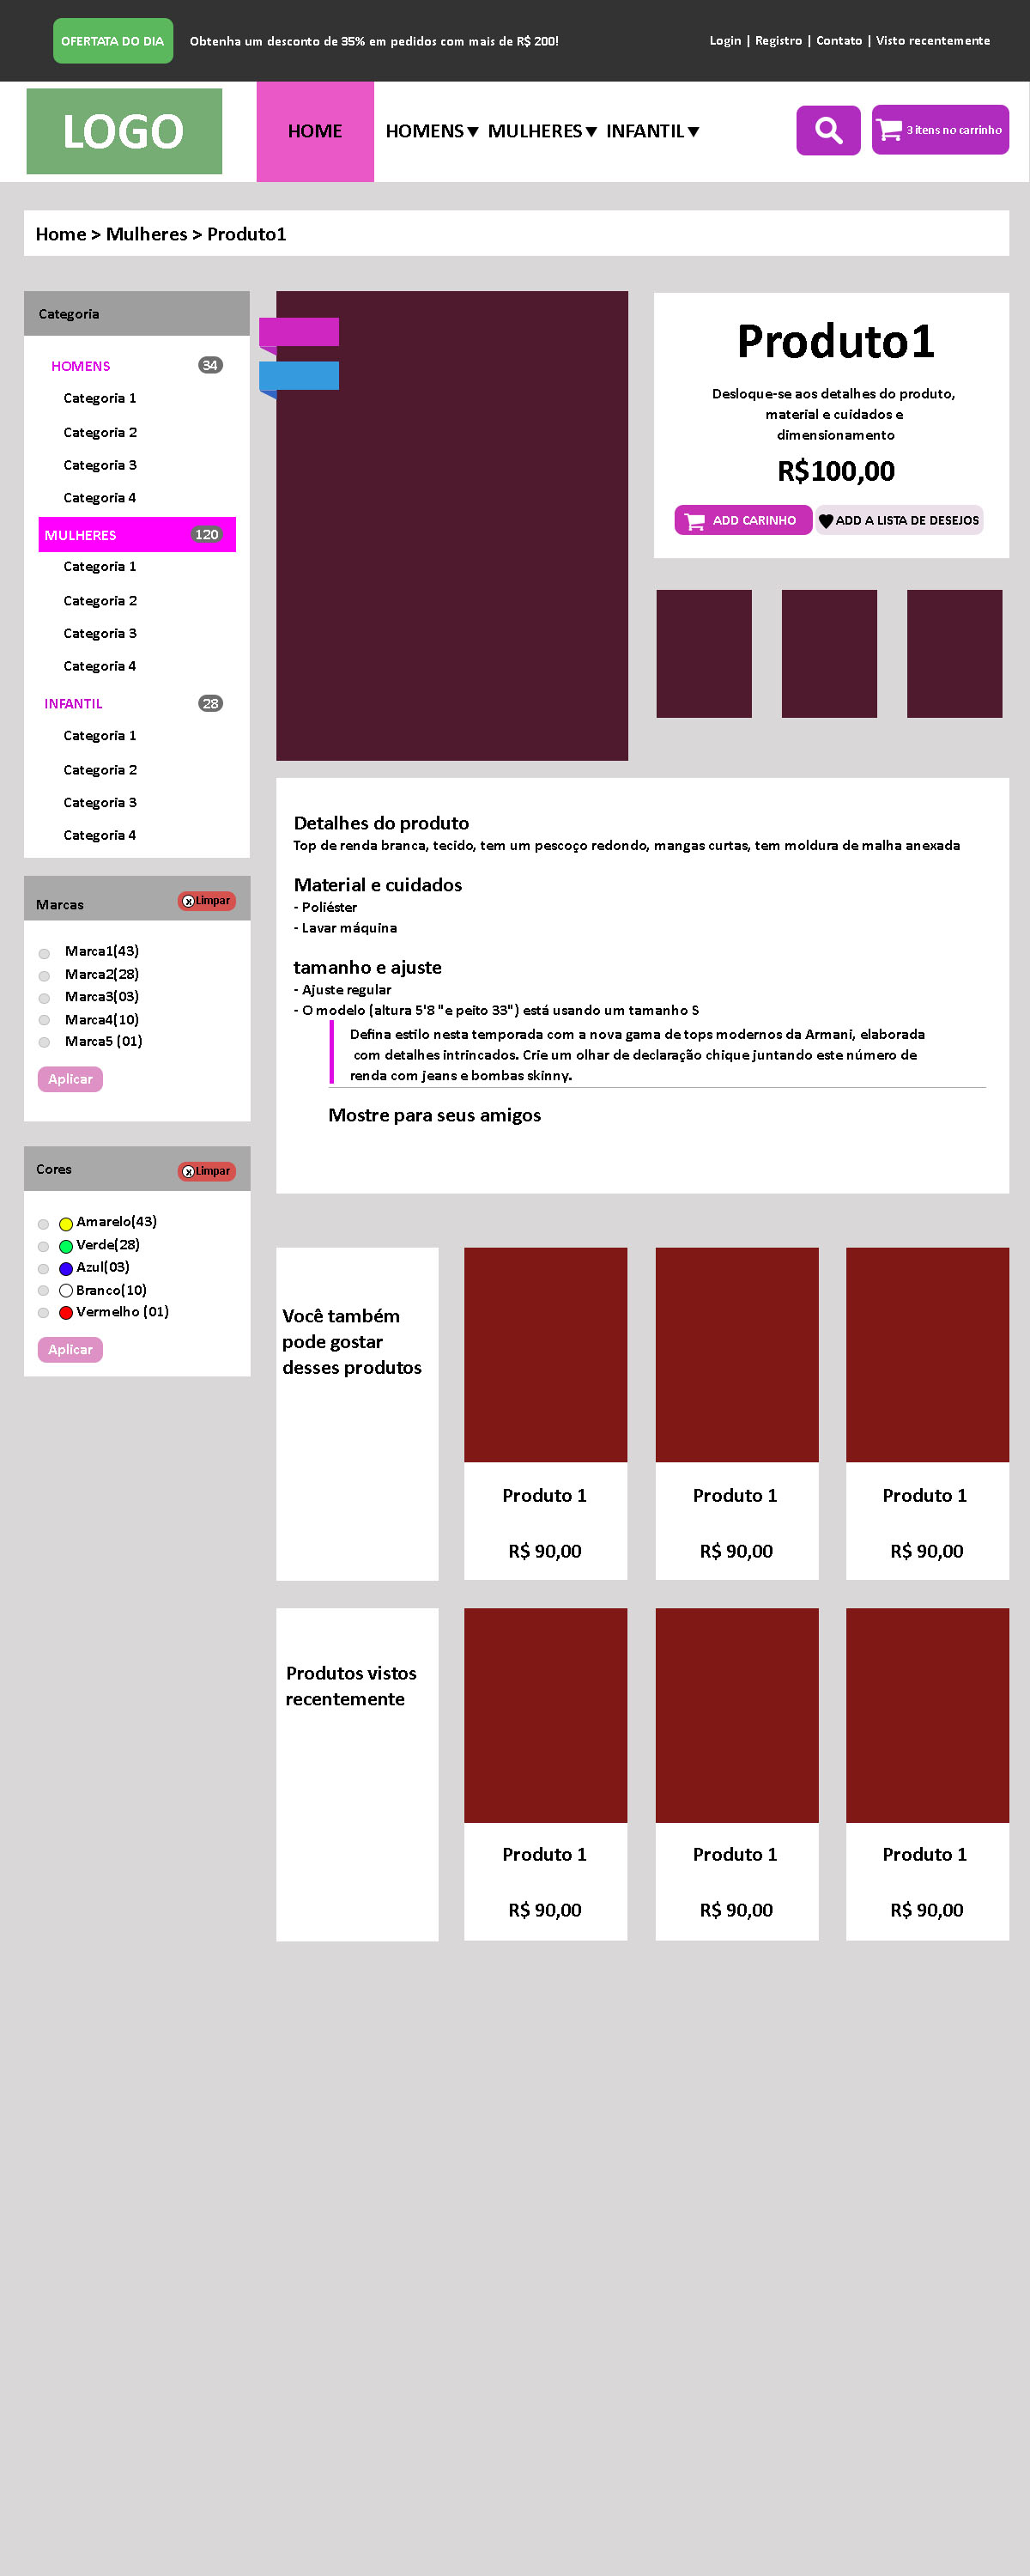 OFERTATA DO DIA
Obtenha um desconto de 35% em pedidos com mais de R$ 200!
Login | Registro | Contato | Visto recentemente
LOGO
HOME
HOMENS▼ MULHERES▼ INFANTIL▼
3 itens no carrinho
Home > Mulheres > Produto1
Categoria
HOMENS 34
Categoria 1
Categoria 2
Categoria 3
Categoria 4
MULHERES 120
Categoria 1
Categoria 2
Categoria 3
Categoria 4
INFANTIL 28
Categoria 1
Categoria 2
Categoria 3
Categoria 4
Produto1
Desloque-se aos detalhes do produto,
material e cuidados e
dimensionamento
R$100,00
ADD CARINHO
ADD A LISTA DE DESEJOS
Detalhes do produto
Top de renda branca, tecido, tem um pescoço redondo, mangas curtas, tem moldura de malha anexada
Material e cuidados
- Poliéster
- Lavar máquina
tamanho e ajuste
- Ajuste regular
- O modelo (altura 5'8 "e peito 33") está usando um tamanho S
Defina estilo nesta temporada com a nova gama de tops modernos da Armani, elaborada
com detalhes intrincados. Crie um olhar de declaração chique juntando este número de
renda com jeans e bombas skinny.
Mostre para seus amigos
Marcas
x Limpar
Marca1(43)
Marca2(28)
Marca3(03)
Marca4(10)
Marca5 (01)
Aplicar
Cores
x Limpar
Amarelo(43)
Verde(28)
Azul(03)
Branco(10)
Vermelho (01)
Aplicar
Você também
pode gostar
desses produtos
Produto 1
R$ 90,00
Produto 1
R$ 90,00
Produto 1
R$ 90,00
Produtos vistos
recentemente
Produto 1
R$ 90,00
Produto 1
R$ 90,00
Produto 1
R$ 90,00